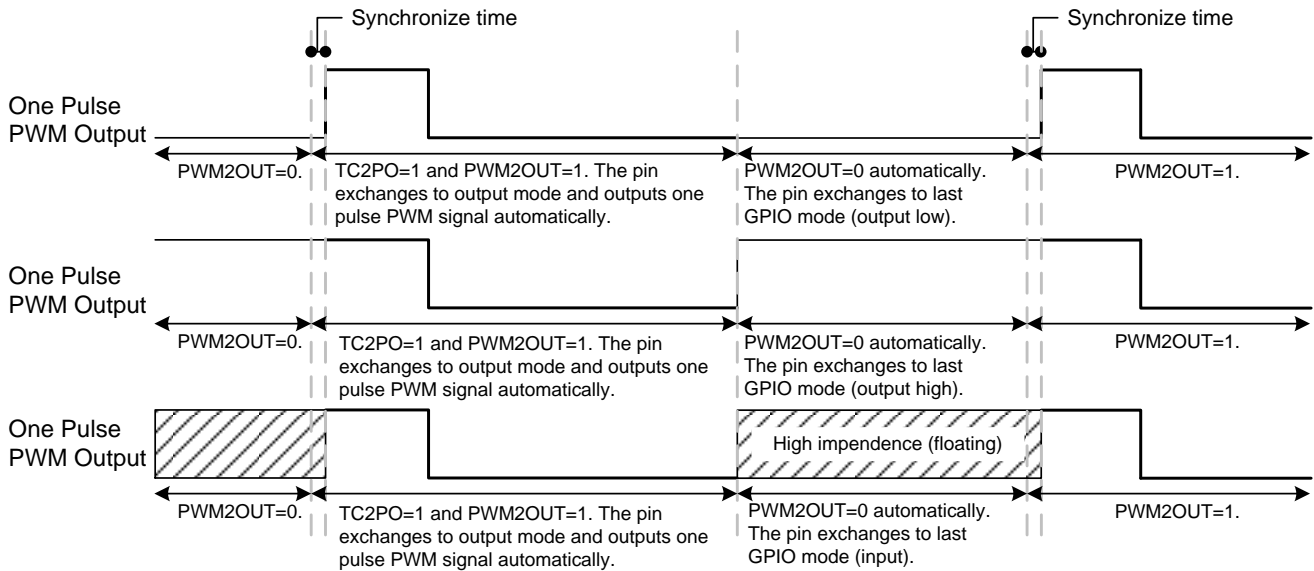 Synchronize time
Synchronize time
One Pulse
PWM Output
PWM2OUT=0.
TC2PO=1 and PWM2OUT=1. The pin
exchanges to output mode and outputs one
pulse PWM signal automatically.
PWM2OUT=0 automatically.
The pin exchanges to last
GPIO mode (output low).
PWM2OUT=1.
One Pulse
PWM Output
PWM2OUT=0.
TC2PO=1 and PWM2OUT=1. The pin
exchanges to output mode and outputs one
pulse PWM signal automatically.
PWM2OUT=0 automatically.
The pin exchanges to last
GPIO mode (output high).
PWM2OUT=1.
One Pulse
PWM Output
High impendence (floating)
PWM2OUT=0.
TC2PO=1 and PWM2OUT=1. The pin
exchanges to output mode and outputs one
pulse PWM signal automatically.
PWM2OUT=0 automatically.
The pin exchanges to last
GPIO mode (input).
PWM2OUT=1.